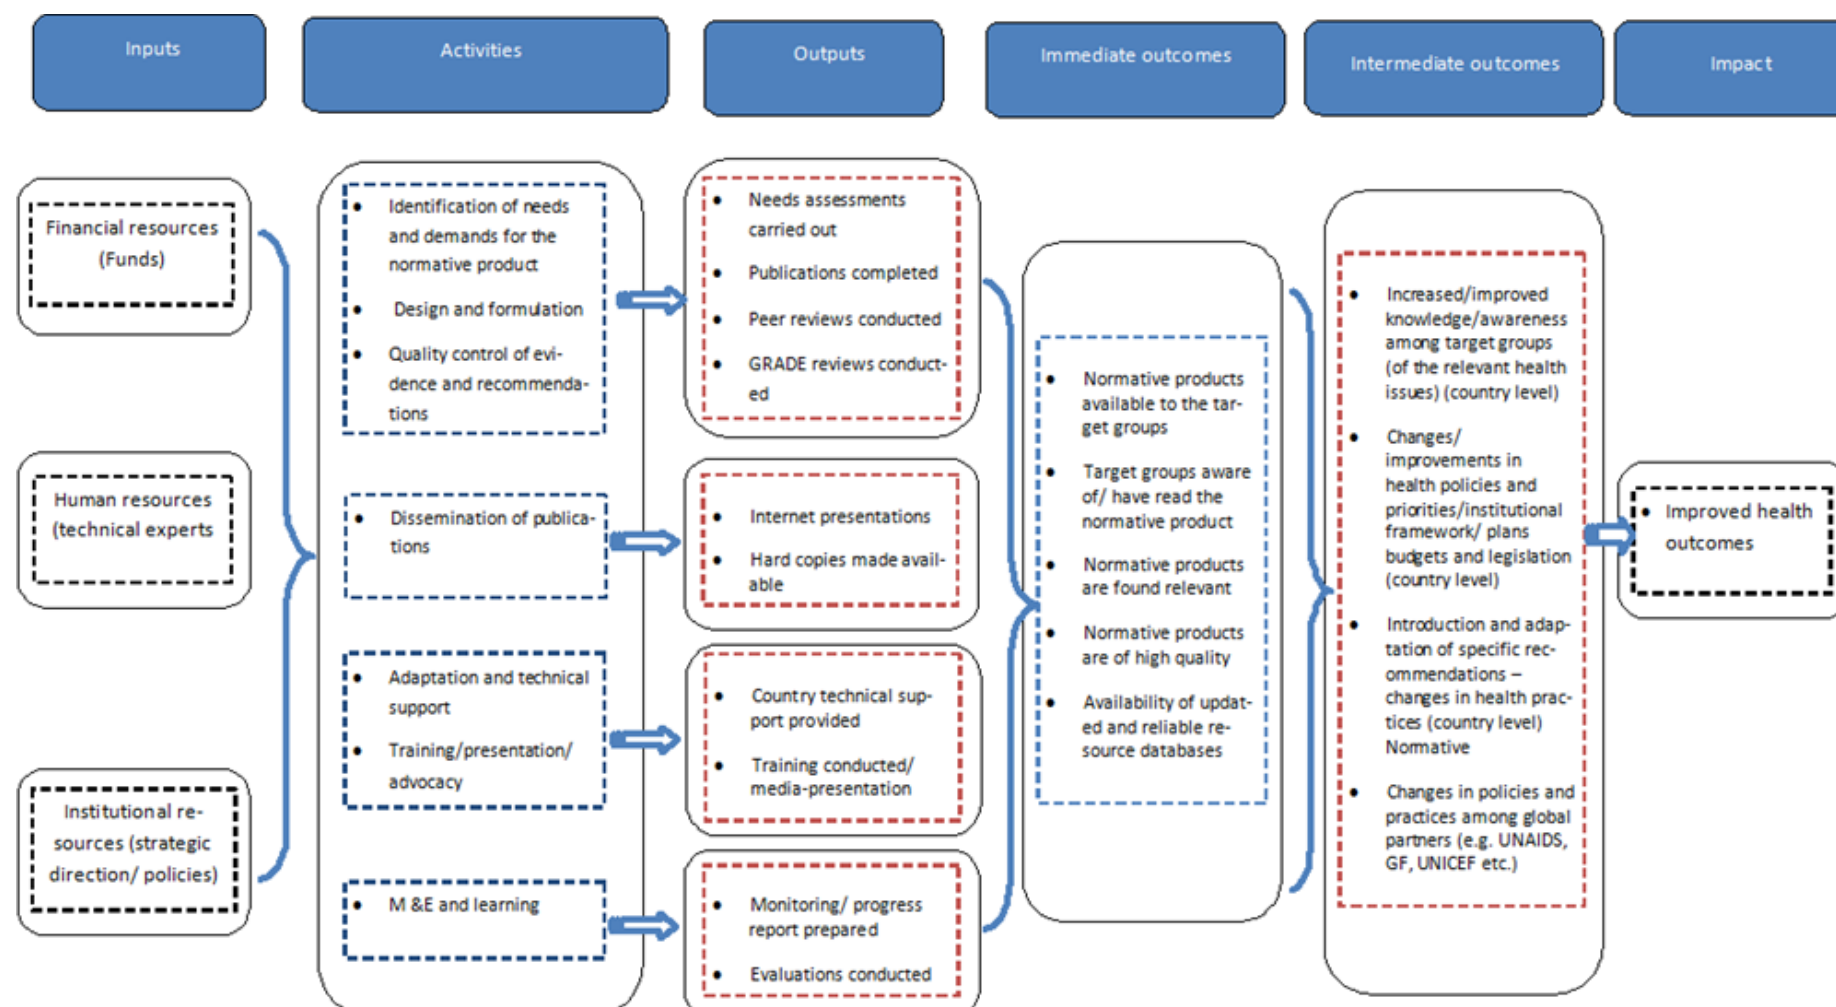 Inputs
Activities
Outputs
Immediate outcomes
Intermediate outcomes
Impact
Financial resources
(Funds)
Human resources
(technical experts
Institutional re-
sources (strategic
direction/ policies)
• Identification of needs
and demands for the
normative product
• Design and formulation
• Quality control of evi-
dence and recommenda-
tions
• Dissemination of publica-
tions
• Adaptation and technical
support
• Training/presentation/
advocacy
• M &E and learning
• Needs assessments
carried out
• Publications completed
• Peer reviews conducted
• GRADE reviews conduct-
ed
• Internet presentations
• Hard copies made avail-
able
• Country technical sup-
port provided
• Training conducted/
media-presentation
• Monitoring/ progress
report prepared
• Evaluations conducted
• Normative products
available to the tar-
get groups
• Target groups aware
of/ have read the
normative product
• Normative products
are found relevant
• Normative products
are of high quality
• Availability of updat-
ed and reliable re-
source databases
• Increased/improved
knowledge/awareness
among target groups
(of the relevant health
issues) (country level)
• Changes/
improvements in
health policies and
priorities/institutional
framework/ plans
budgets and legislation
(country level)
• Introduction and adap-
tation of specific rec-
ommendations –
changes in health prac-
tices (country level)
Normative
• Changes in policies and
practices among global
partners (e.g. UNAIDS,
GF, UNICEF etc.)
• Improved health
outcomes